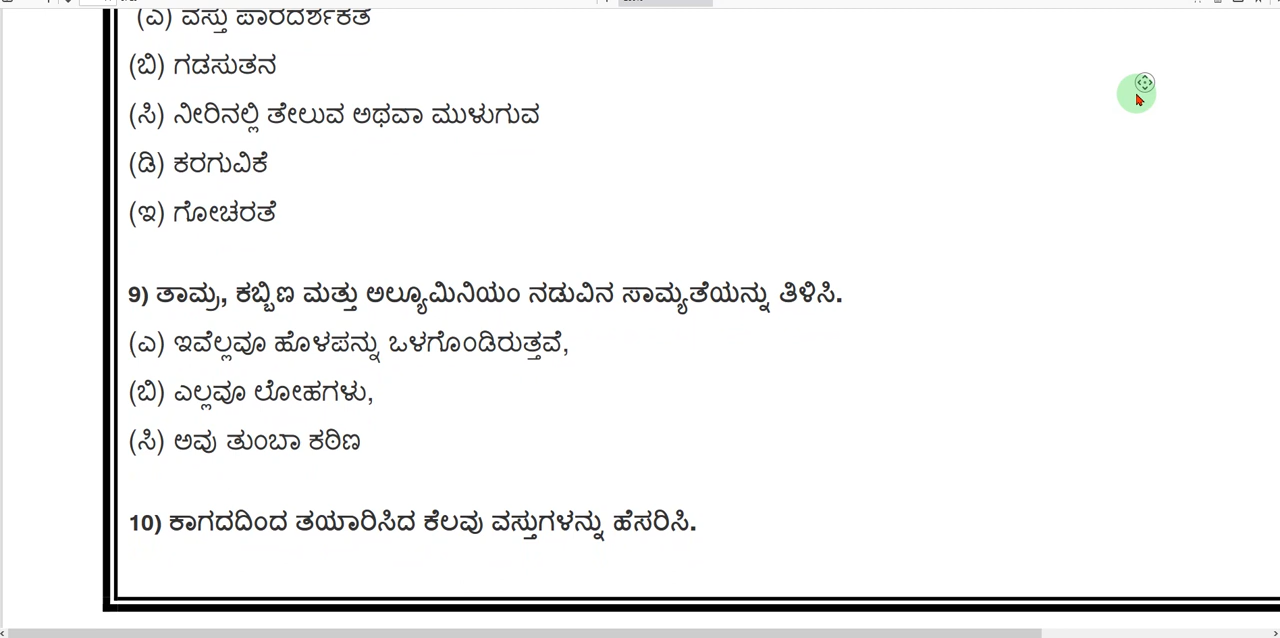 (ಎ) ವಸ್ತು ಪಾರದರ್ಶಕತೆ
(ಬಿ) ಗಡಸುತನ
(ಸಿ) ನೀರಿನಲ್ಲಿ ತೇಲುವ ಅಥವಾ ಮುಳುಗುವ
(ಡಿ) ಕರಗುವಿಕೆ
(ಇ) ಗೋಚರತೆ
9) ತಾಮ್ರ, ಕಬ್ಬಿಣ ಮತ್ತು ಅಲ್ಯೂಮಿನಿಯಂ ನಡುವಿನ ಸಾಮ್ಯತೆಯನ್ನು ತಿಳಿಸಿ.
(ಎ) ಇವೆಲ್ಲವೂ ಹೊಳಪನ್ನು ಒಳಗೊಂಡಿರುತ್ತವೆ,
(ಬಿ) ಎಲ್ಲವೂ ಲೋಹಗಳು,
(ಸಿ) ಅವು ತುಂಬಾ ಕಠಿಣ
10) ಕಾಗದದಿಂದ ತಯಾರಿಸಿದ ಕೆಲವು ವಸ್ತುಗಳನ್ನು ಹೆಸರಿಸಿ.